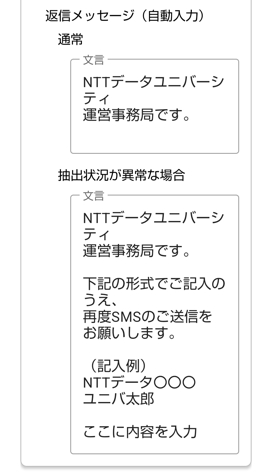 返信メッセージ（自動入力）
通常
文言
NTTデータユニバーシ
ティ
運営事務局です。
抽出状況が異常な場合
文言
NTTデータユニバーシ
ティ
運営事務局です。
下記の形式でご記入の
うえ、
再度SMSのご送信を
お願いします。
（記入例）
NTTデータ〇〇〇
ユニバ太郎
ここに内容を入力